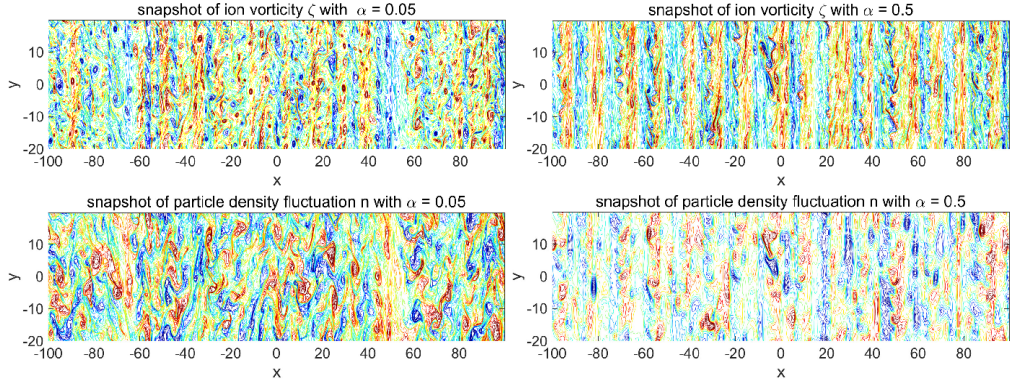 snapshot of ion vorticity ζ with α = 0.05
y
10
0
-10
-20
-100 -80 -60 -40 -20 0 20 40 60 80
x
snapshot of ion vorticity ζ with α = 0.5
y
10
0
-10
-20
-100 -80 -60 -40 -20 0 20 40 60 80
x
snapshot of particle density fluctuation n with α = 0.05
y
10
0
-10
-20
-100 -80 -60 -40 -20 0 20 40 60 80
x
snapshot of particle density fluctuation n with α = 0.5
y
10
0
-10
-20
-100 -80 -60 -40 -20 0 20 40 60 80
x